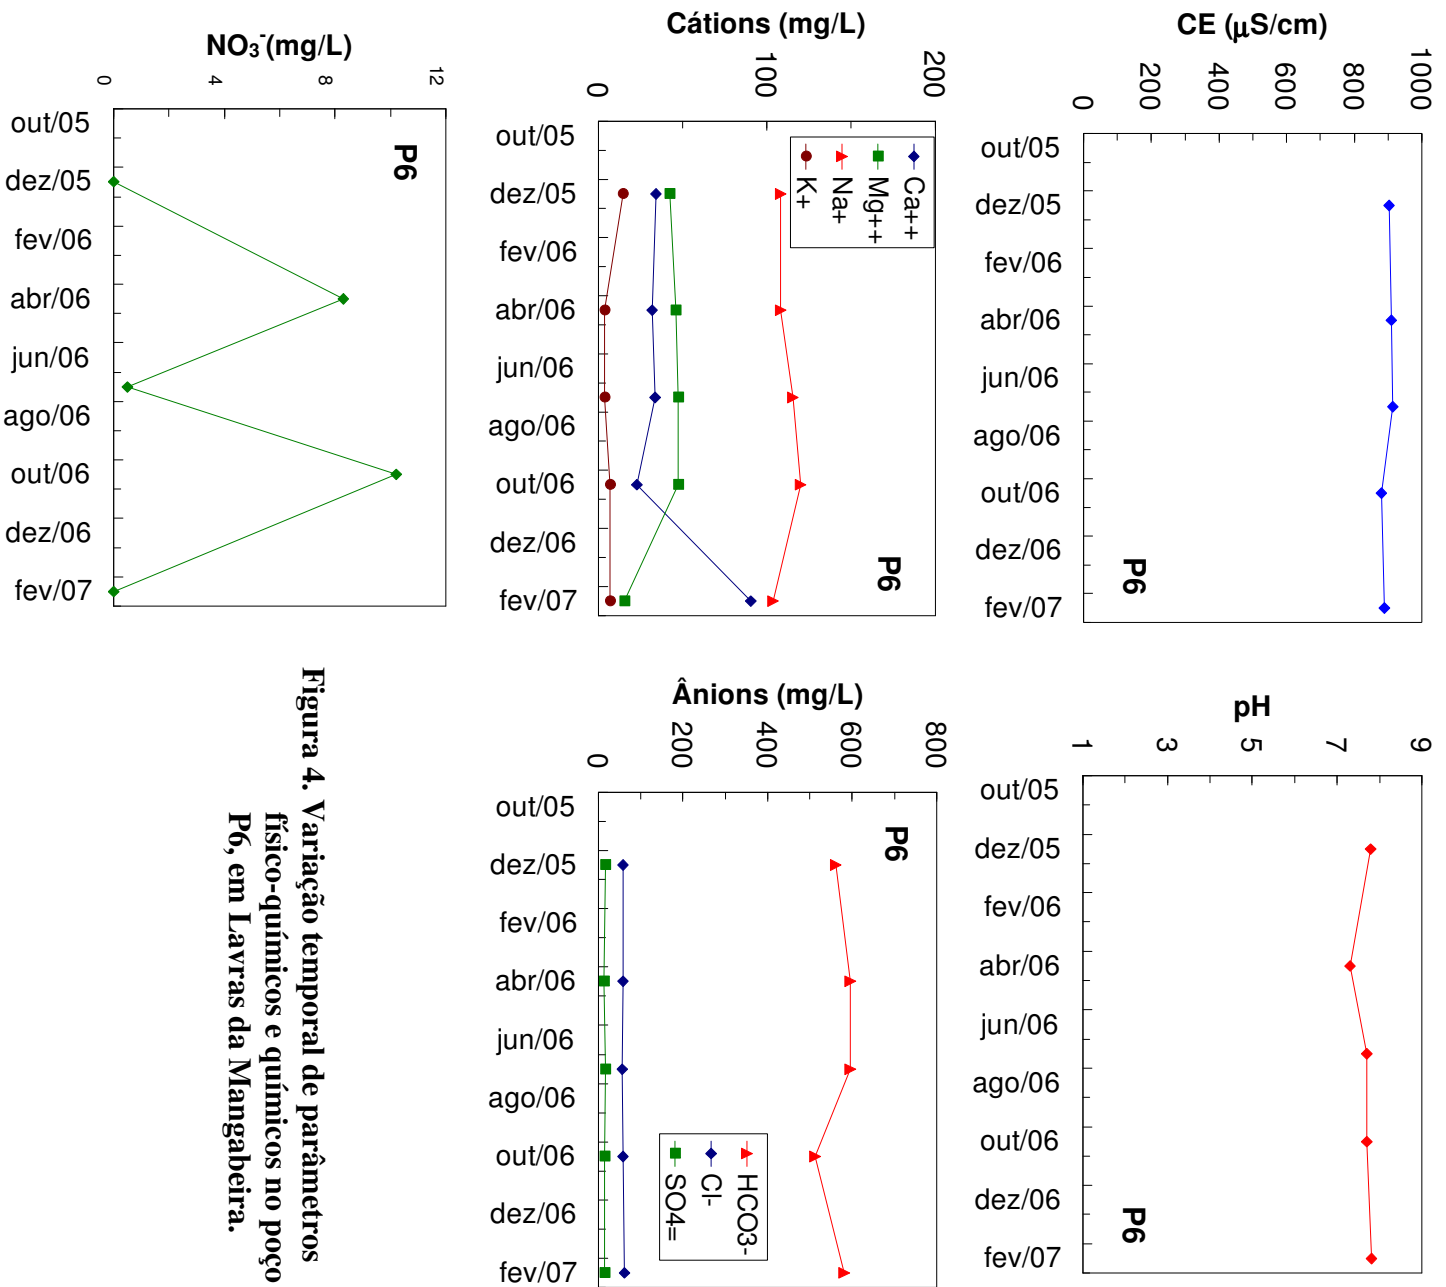 CE (µS/cm)
1000
800
600
400
200
0
out/05
dez/05
fev/06
abr/06
jun/06
ago/06
out/06
dez/06
fev/07
P6
pH
9
7
5
3
1
out/05
dez/05
fev/06
abr/06
jun/06
ago/06
out/06
dez/06
fev/07
P6
Cátions (mg/L)
200
100
0
out/05
dez/05
fev/06
abr/06
jun/06
ago/06
out/06
dez/06
fev/07
Ca++
Mg++
Na+
K+
P6
Ânions (mg/L)
800
600
400
200
0
out/05
dez/05
fev/06
abr/06
jun/06
ago/06
out/06
dez/06
fev/07
P6
HCO3-
Cl-
SO4=
NO₃⁻(mg/L)
12
8
4
0
out/05
dez/05
fev/06
abr/06
jun/06
ago/06
out/06
dez/06
fev/07
P6
Figura 4. Variação temporal de parâmetros
físico-químicos e químicos no poço
P6, em Lavras da Mangabeira.